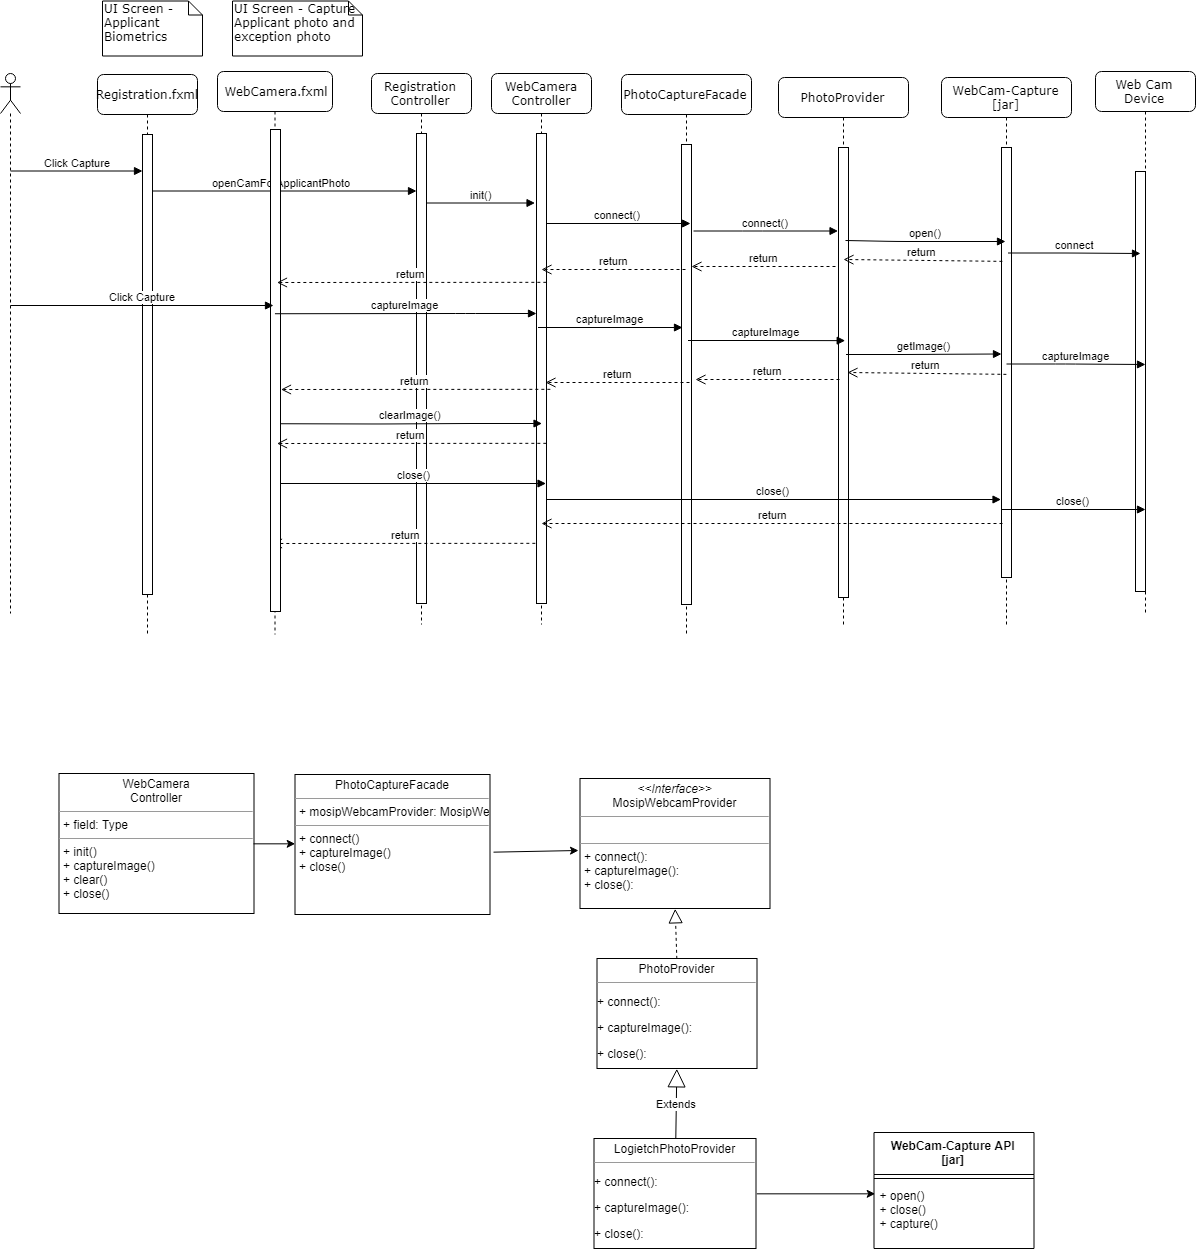 UI Screen -
Applicant
Biometrics
UI Screen - Capture
Applicant photo and
exception photo
Registration.fxml
WebCamera.fxml
Registration
Controller
WebCamera
Controller
PhotoCaptureFacade
PhotoProvider
WebCam-Capture
[jar]
Web Cam
Device
Click Capture
openCamForApplicantPhoto
init()
connect()
connect()
open()
connect
return
return
return
return
Click Capture
captureImage
captureImage
captureImage
getImage()
captureImage
return
return
return
return
clearImage()
return
close()
close()
close()
return
return
WebCamera
Controller
+ field: Type
+ init()
+ captureImage()
+ clear()
+ close()
PhotoCaptureFacade
+ mosipWebcamProvider: MosipWe
+ connect()
+ captureImage()
+ close()
<<Interface>>
MosipWebcamProvider
+ connect():
+ captureImage():
+ close():
PhotoProvider
+ connect():
+ captureImage():
+ close():
Extends
LogietchPhotoProvider
+ connect():
+ captureImage():
+ close():
WebCam-Capture API
[jar]
+ open()
+ close()
+ capture()